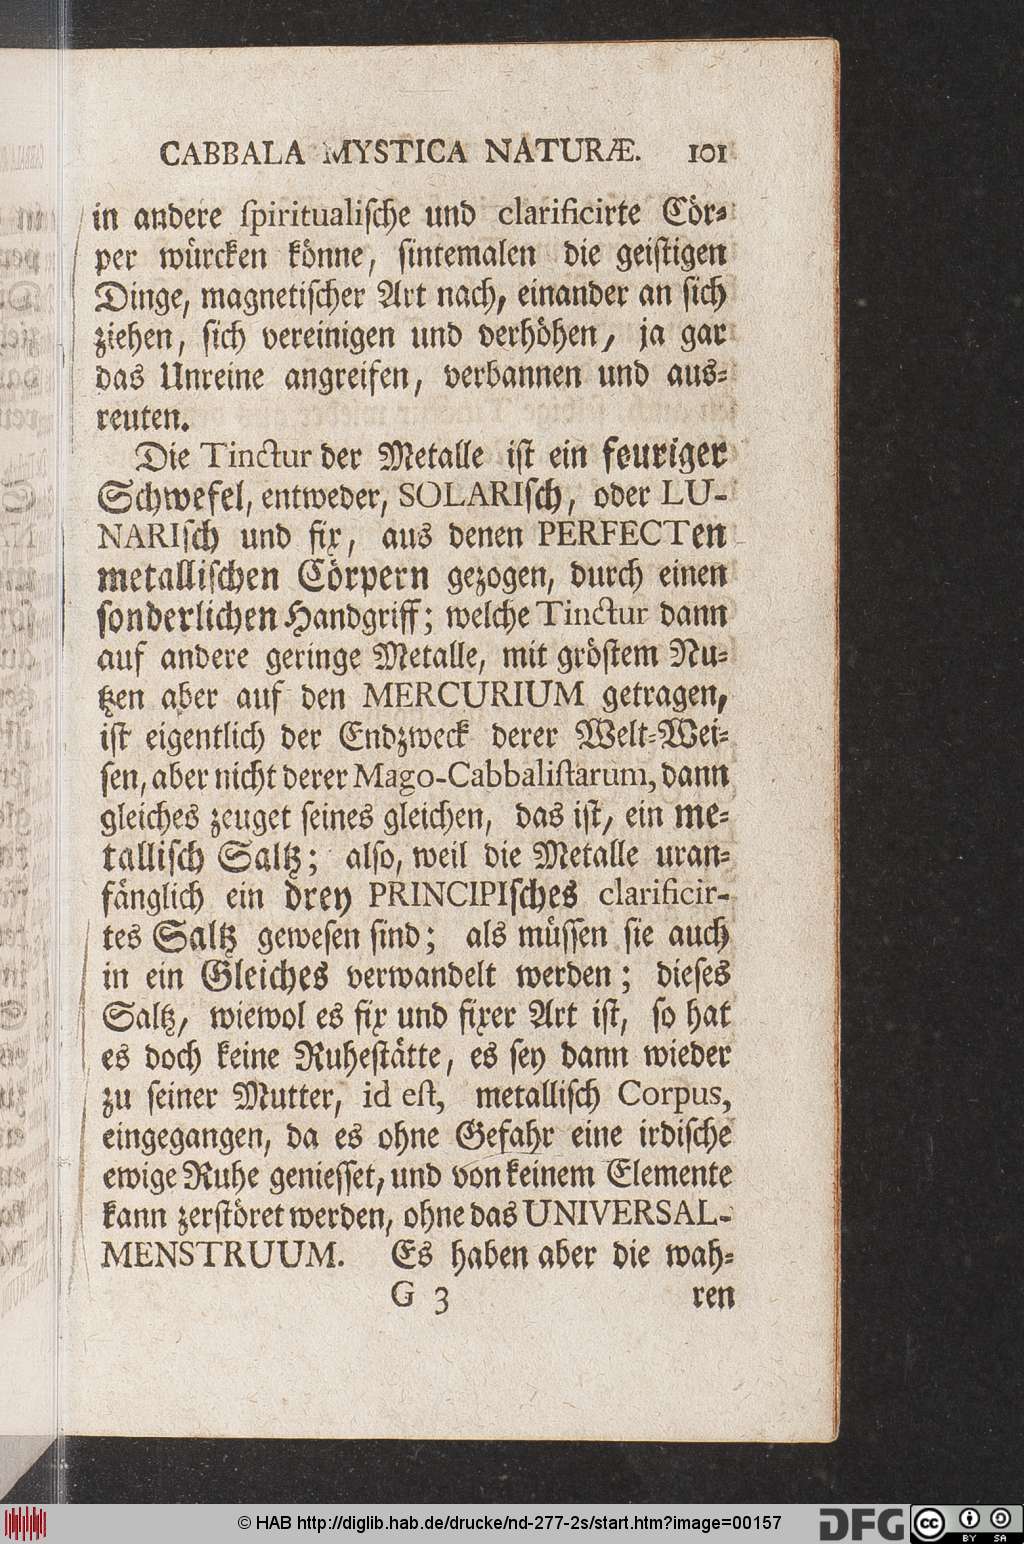 CABBALA MYSTICA NATURÆ. 101
in andere spiritualische und clarificirte Cör-
per würcken könne, sintemalen die geistigen
Dinge, magnetischer Art nach, einander an sich
ziehen, sich vereinigen und verhöhen, ja gar
das Unreine angreifen, verbannen und aus-
reuten.
Die Tinctur der Metalle ist ein feuriger
Schwefel, entweder, SOLARIsch, oder LU-
NARIsch und fix, aus denen PERFECTen
metallischen Cörpern gezogen, durch einen
sonderlichen Handgriff; welche Tinctur dann
auf andere geringe Metalle, mit gröstem Nu-
tzen aber auf den MERCURIUM getragen,
ist eigentlich der Endzweck derer Welt-Wei-
sen, aber nicht derer Mago-Cabbalistarum, dann
gleiches zeuget seines gleichen, das ist, ein me-
tallisch Saltz; also, weil die Metalle uran-
fänglich ein drey PRINCIPIsches clarificir-
tes Saltz gewesen sind; als müssen sie auch
in ein Gleiches verwandelt werden; dieses
Saltz, wiewol es fix und fixer Art ist, so hat
es doch keine Ruhestätte, es sey dann wieder
zu seiner Mutter, id est, metallisch Corpus,
eingegangen, da es ohne Gefahr eine irdische
ewige Ruhe geniesset, und von keinem Elemente
kann zerstöret werden, ohne das UNIVERSAL-
MENSTRUUM. Es haben aber die wah-
G 3 ren
© HAB http://diglib.hab.de/drucke/nd-277-2s/start.htm?image=00157
DFG cc BY SA